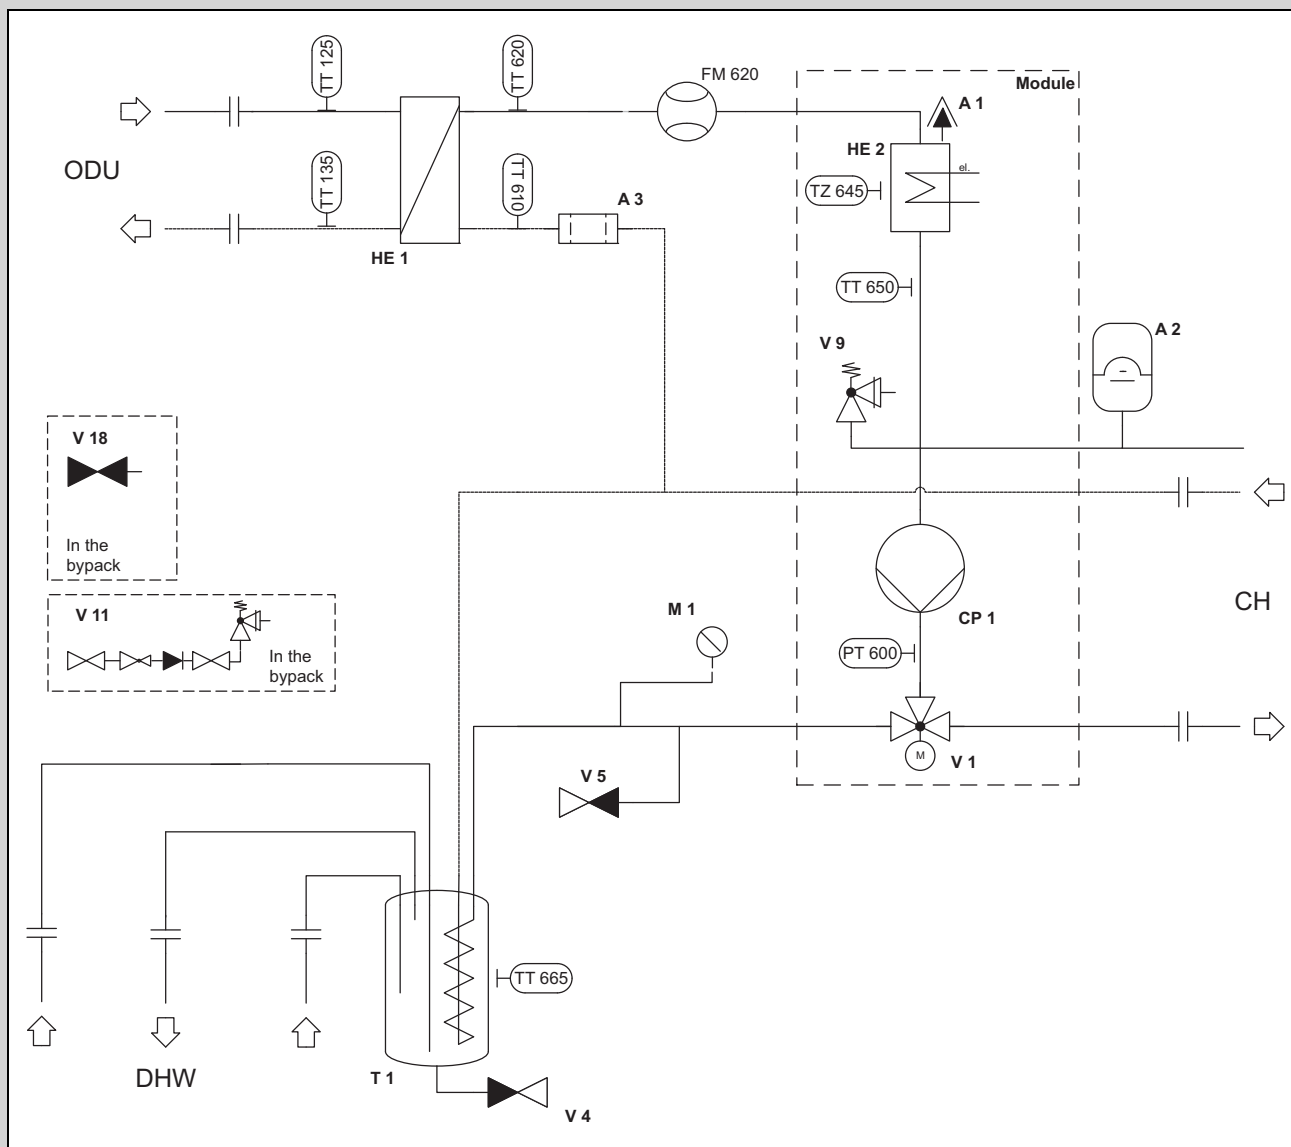 TT 125
TT 620
FM 620
Module
A 1
ODU
HE 2
el.
TT 135
TT 610
A 3
TZ 645
HE 1
TT 650
V 9
A 2
V 18
In the
bypack
M 1
CH
CP 1
V 11
In the
bypack
PT 600
M
V 1
V 5
TT 665
DHW
T 1
V 4